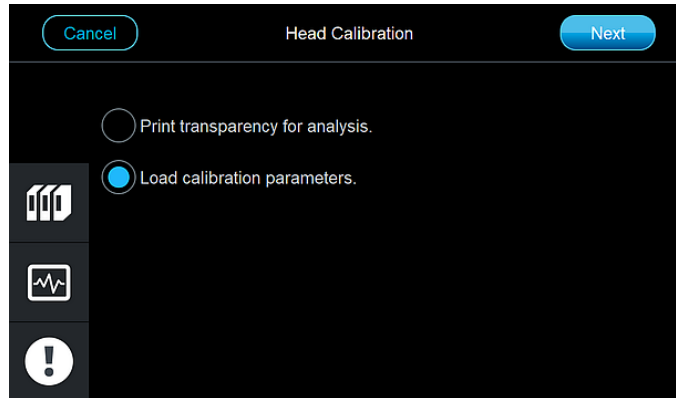 Cancel Head Calibration Next
Print transparency for analysis.
Load calibration parameters.